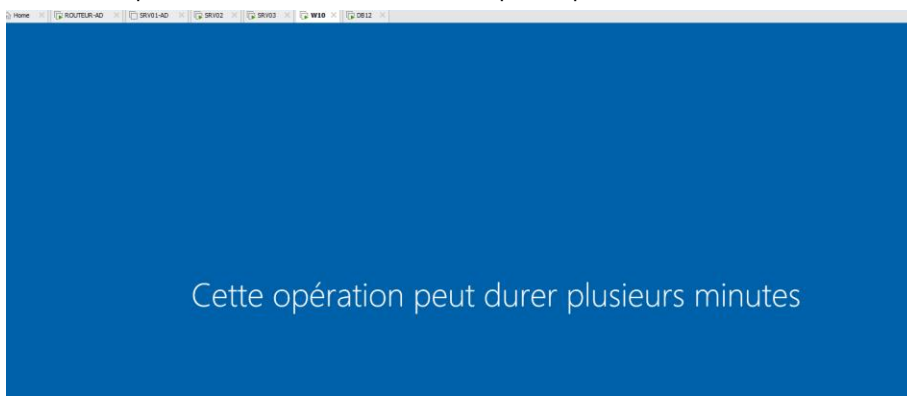 Home ROUTEUR-AD SRV01-AD SRV02 SRV03 W10 DB12
Cette opération peut durer plusieurs minutes